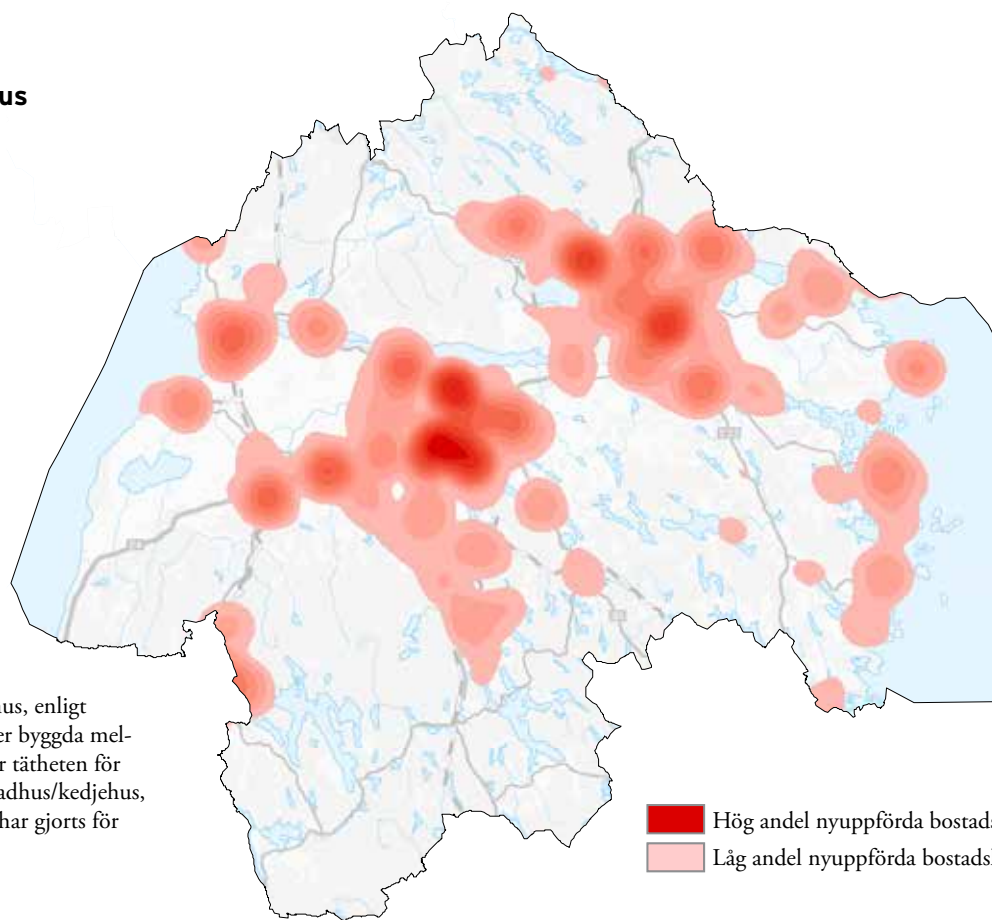 us
us, enligt
er byggda mel-
r tätheten för
adhus/kedjehus,
har gjorts för
Hög andel nyuppförda bostads
Låg andel nyuppförda bostadsl